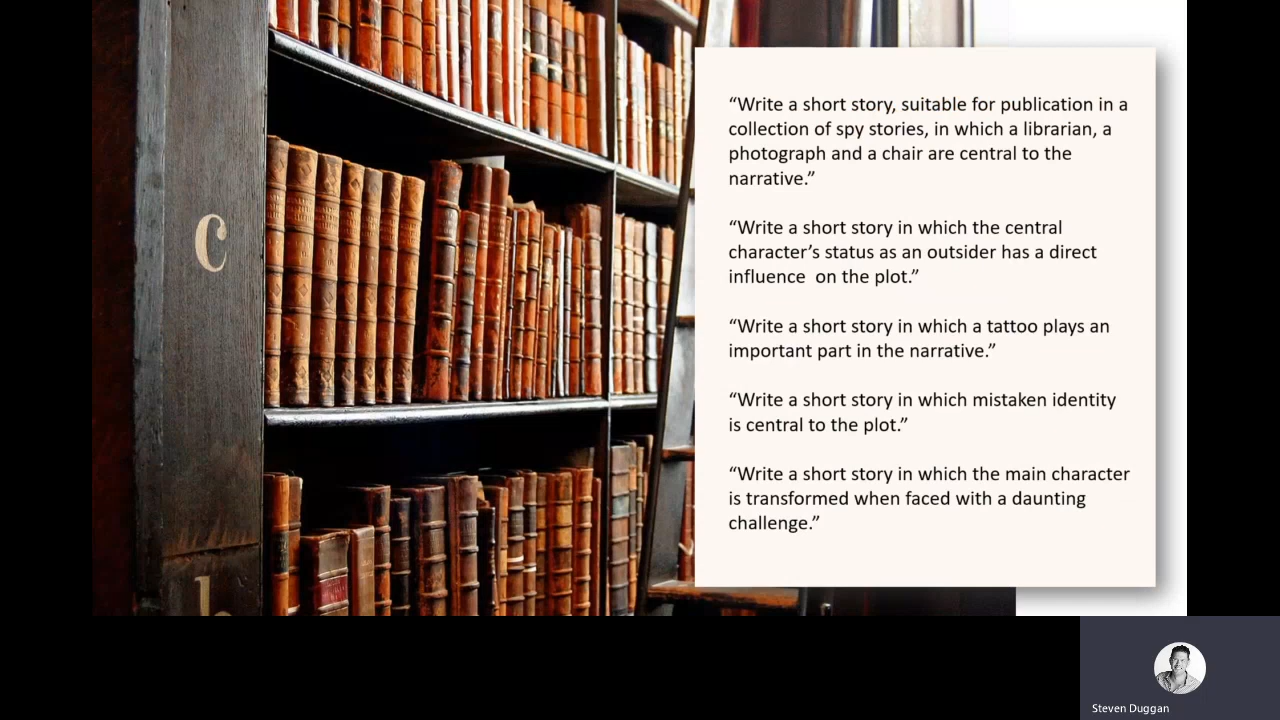 c
“Write a short story, suitable for publication in a
collection of spy stories, in which a librarian, a
photograph and a chair are central to the
narrative.”
“Write a short story in which the central
character’s status as an outsider has a direct
influence  on the plot.”
“Write a short story in which a tattoo plays an
important part in the narrative.”
“Write a short story in which mistaken identity
is central to the plot.”
“Write a short story in which the main character
is transformed when faced with a daunting
challenge.”
Steven Duggan